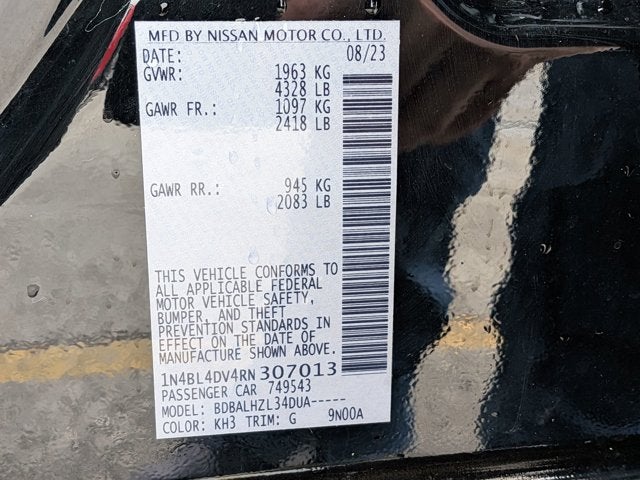 MFD BY NISSAN MOTOR CO., LTD.
DATE: 08/23
GVWR: 1963 KG
4328 LB
GAWR FR.: 1097 KG
2418 LB
GAWR RR.: 945 KG
2083 LB
THIS VEHICLE CONFORMS TO
ALL APPLICABLE FEDERAL
MOTOR VEHICLE SAFETY,
BUMPER, AND THEFT
PREVENTION STANDARDS IN
EFFECT ON THE DATE OF
MANUFACTURE SHOWN ABOVE.
1N4BL4DV4RN307013
PASSENGER CAR 749543
MODEL: BDBALHZL34DUA-----
COLOR: KH3 TRIM: G 9N00A